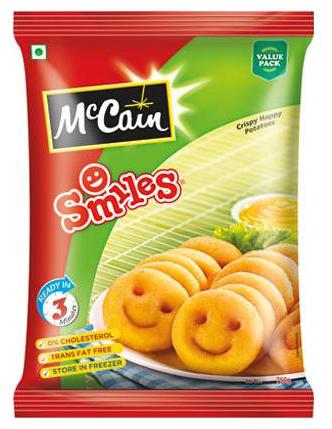 VALUE
PACK
McCain
Crispy Happy
Potatoes
Smiles
READY IN
3
Minutes
0% CHOLESTEROL
TRANS FAT FREE
STORE IN FREEZER